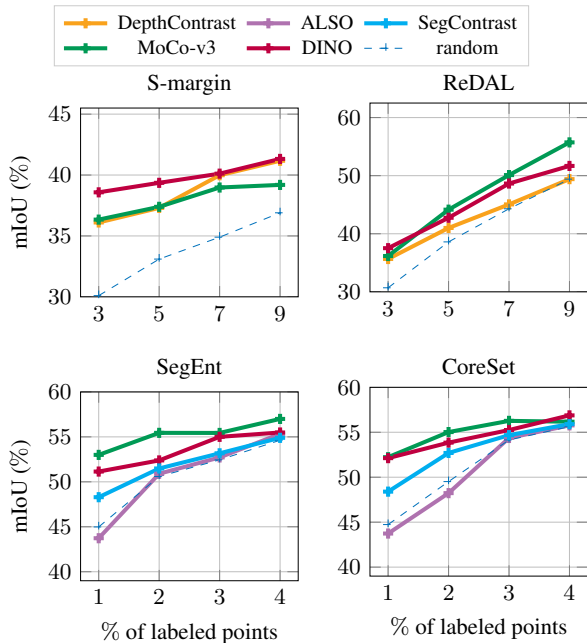 DepthContrast ALSO SegContrast
MoCo-v3 DINO random
S-margin ReDAL
mIoU (%)
45
40
35
30
3 5 7 9
60
50
40
30
3 5 7 9
SegEnt CoreSet
mIoU (%)
60
55
50
45
40
1 2 3 4
% of labeled points
60
55
50
45
40
1 2 3 4
% of labeled points